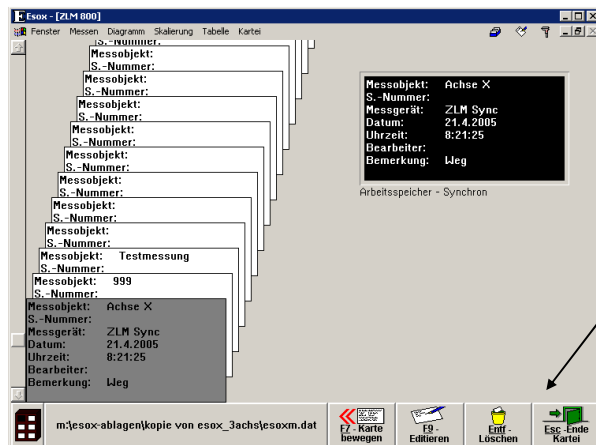 Esox - [ZLM 800]
Fenster Messen Diagramm Skalierung Tabelle Kartei
S.-Nummer:
Messobjekt:
S.-Nummer:
Messobjekt:
S.-Nummer:
Messobjekt:
S.-Nummer:
Messobjekt:
S.-Nummer:
Messobjekt:
S.-Nummer:
Messobjekt:
S.-Nummer:
Messobjekt:
S.-Nummer:
Messobjekt:
S.-Nummer:
Messobjekt: Testmessung
S.-Nummer:
Messobjekt: 999
S.-Nummer:
Messobjekt: Achse X
S.-Nummer:
Messgerät: ZLM Sync
Datum: 21.4.2005
Uhrzeit: 8:21:25
Bearbeiter:
Bemerkung: Weg
Messobjekt: Achse X
S.-Nummer:
Messgerät: ZLM Sync
Datum: 21.4.2005
Uhrzeit: 8:21:25
Bearbeiter:
Bemerkung: Weg
Arbeitsspeicher - Synchron
m:\esox-ablagen\kopie von esox_3achs\esoxm.dat
F7 - Karte
bewegen
F9 -
Editieren
Entf -
Löschen
Esc -Ende
Kartei